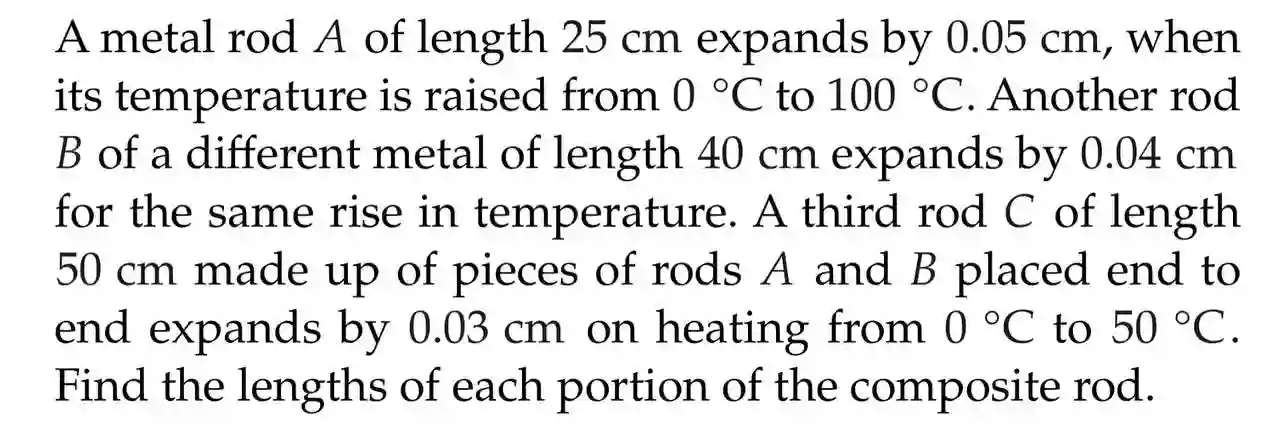 A metal rod A of length 25 cm expands by 0.05 cm, when
its temperature is raised from 0 °C to 100 °C. Another rod
B of a different metal of length 40 cm expands by 0.04 cm
for the same rise in temperature. A third rod C of length
50 cm made up of pieces of rods A and B placed end to
end expands by 0.03 cm on heating from 0 °C to 50 °C.
Find the lengths of each portion of the composite rod.